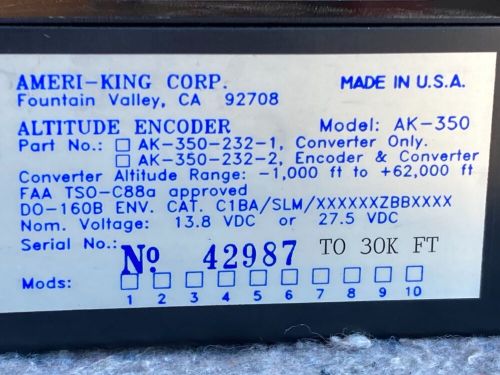 AMERI-KING CORP. MADE IN U.S.A.
Fountain Valley, CA 92708
ALTITUDE ENCODER Model: AK-350
Part No.: □ AK-350-232-1, Converter Only.
□ AK-350-232-2, Encoder & Converter
Converter Altitude Range: -1,000 ft to +62,000 ft
FAA TSO-C88a approved
DO-160B ENV. CAT. C1BA/SLM/XXXXXXZBBXXXX
Nom. Voltage: 13.8 VDC or 27.5 VDC
Serial No.: No 42987 TO 30K FT
Mods: □ □ □ □ □ □ □ □ □ □
1 2 3 4 5 6 7 8 9 10